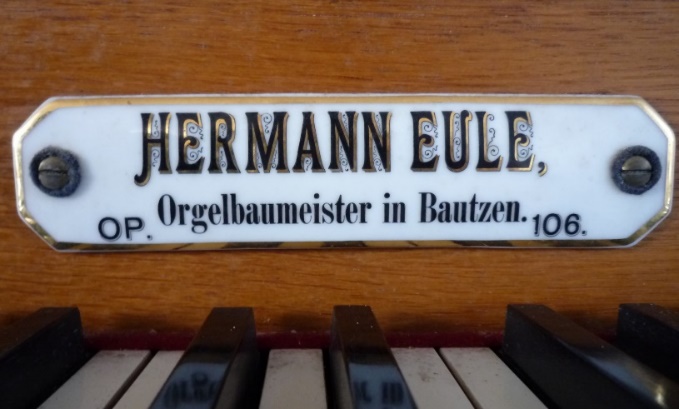 HERMANN EULE,
Orgelbaumeister in Bautzen.
OP. 106.